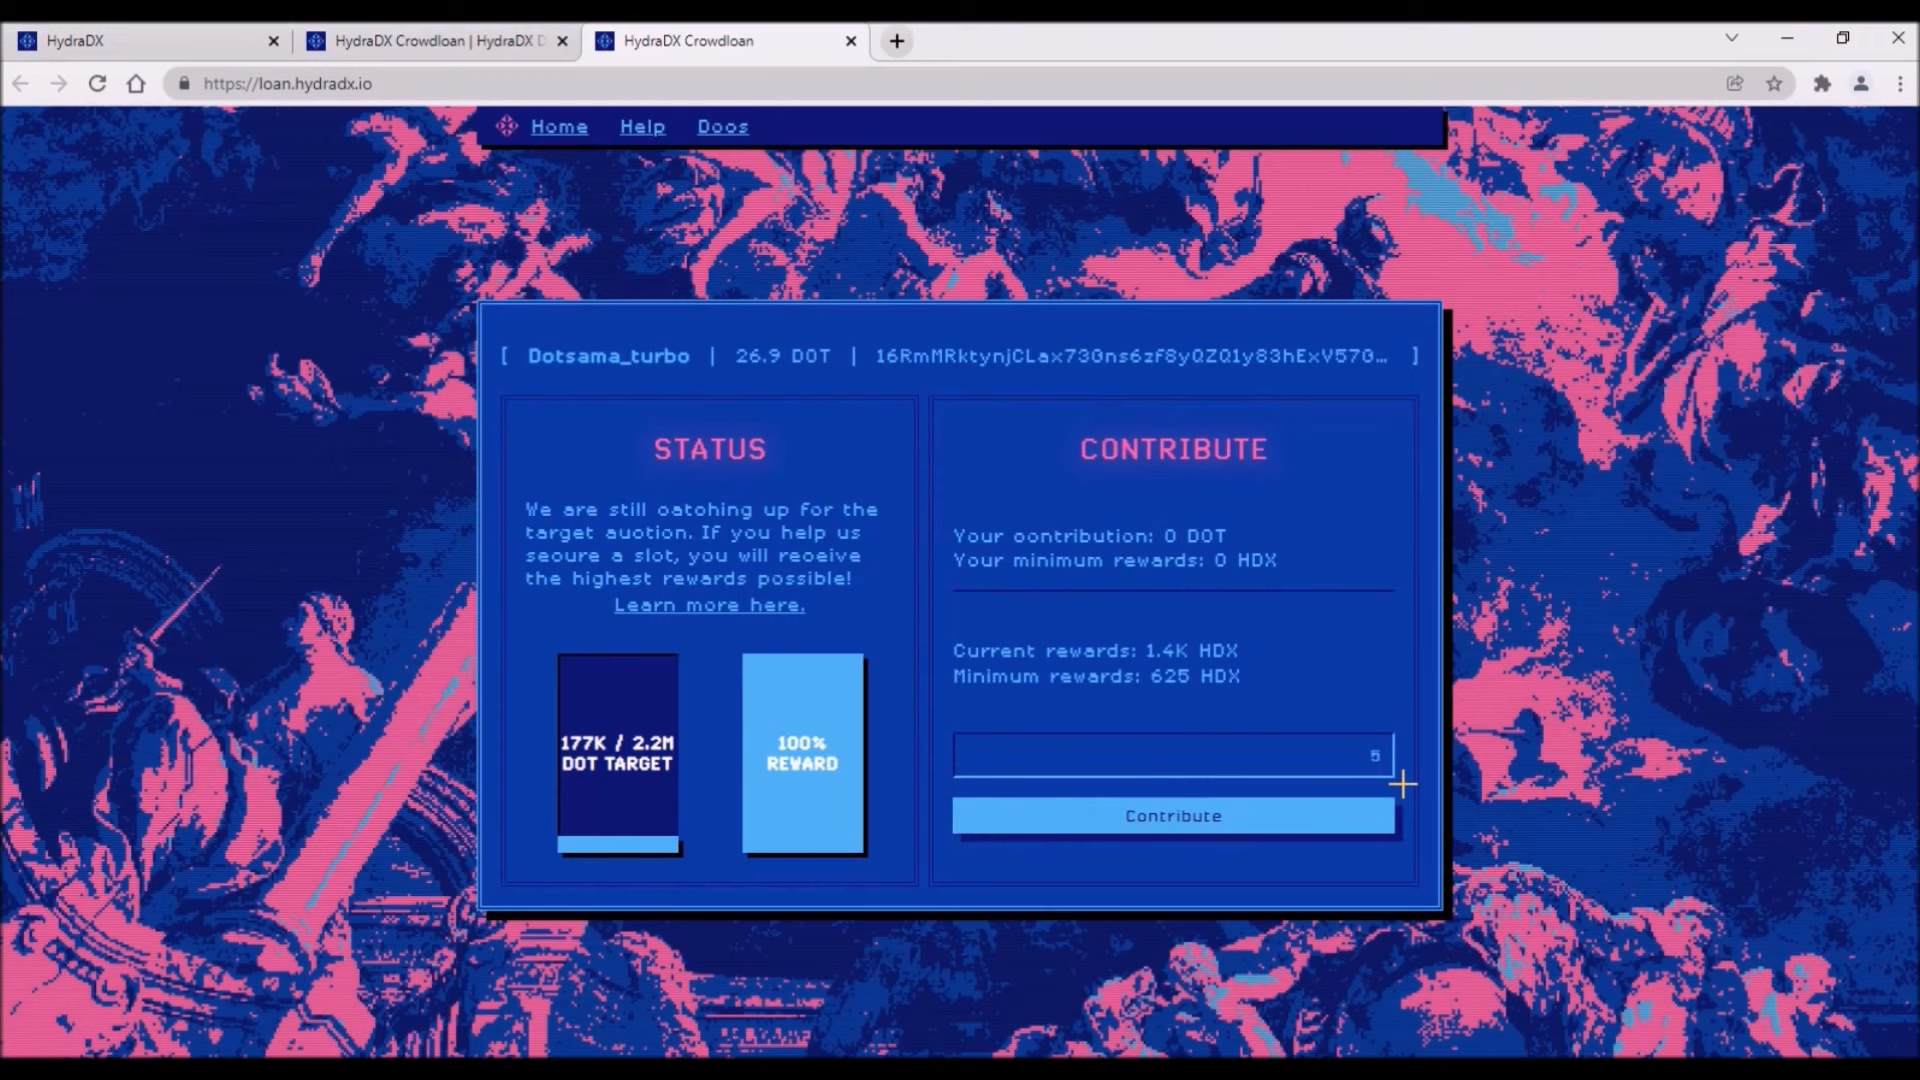 HydraDX
HydraDX Crowdloan | HydraDX D
HydraDX Crowdloan
https://loan.hydradx.io
Home Help Docs
[ Dotsama_turbo | 26.9 DOT | 16RmMRktynjCLax73Gns6zf8yQZQ1y83hExV57G… ]
STATUS
We are still catching up for the
target auction. If you help us
secure a slot, you will receive
the highest rewards possible!
Learn more here.
177K / 2.2M
DOT TARGET
100%
REWARD
CONTRIBUTE
Your contribution: 0 DOT
Your minimum rewards: 0 HDX
Current rewards: 1.4K HDX
Minimum rewards: 625 HDX
5
Contribute